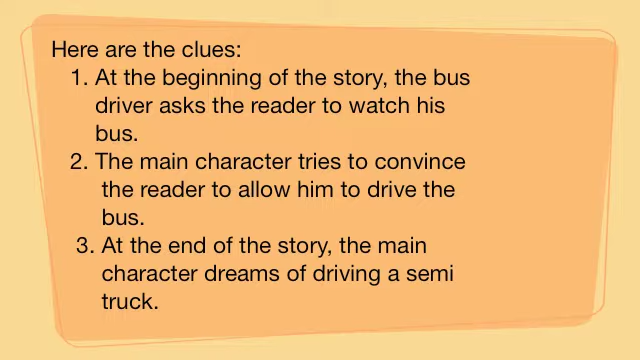 Here are the clues:
1. At the beginning of the story, the bus
driver asks the reader to watch his
bus.
2. The main character tries to convince
the reader to allow him to drive the
bus.
3. At the end of the story, the main
character dreams of driving a semi
truck.